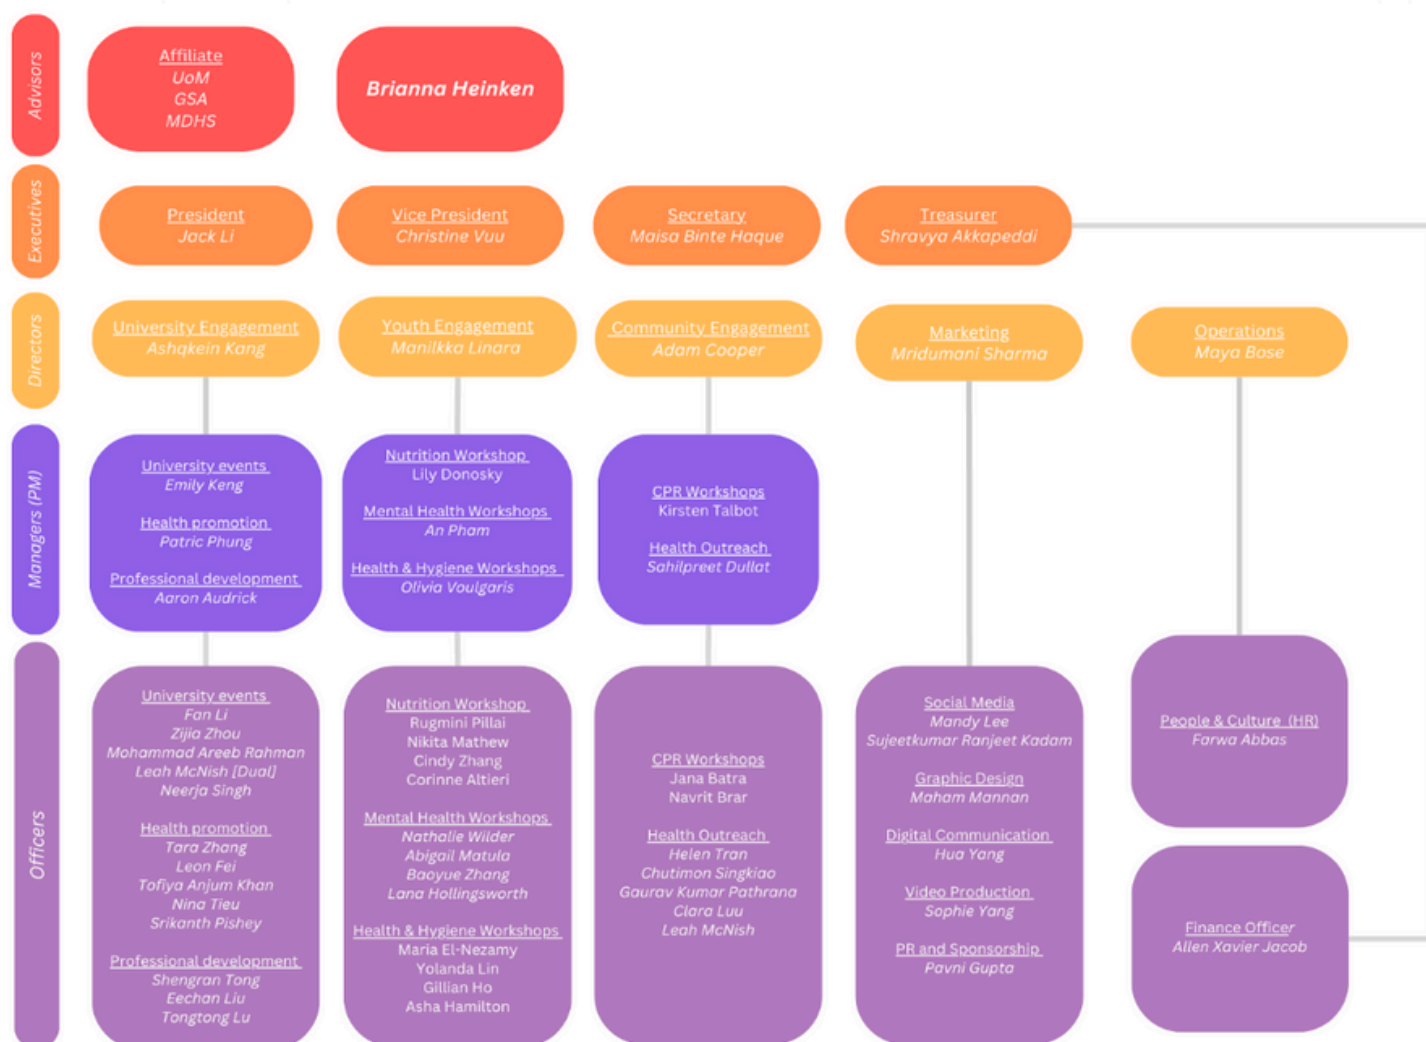 Advisors
Affiliate
UoM
GSA
MDHS
Brianna Heinken
Executives
President
Jack Li
Vice President
Christine Vuu
Secretary
Maisa Binte Haque
Treasurer
Shravya Akkapeddi
Directors
University Engagement
Ashqkein Kang
Youth Engagement
Manilkka Linara
Community Engagement
Adam Cooper
Marketing
Mridumani Sharma
Operations
Maya Bose
Managers (PM)
University events
Emily Keng
Health promotion
Patric Phung
Professional development
Aaron Audrick
Nutrition Workshop
Lily Donosky
Mental Health Workshops
An Pham
Health & Hygiene Workshops
Olivia Voulgaris
CPR Workshops
Kirsten Talbot
Health Outreach
Sahilpreet Dullat
Officers
University events
Fan Li
Zijia Zhou
Mohammad Areeb Rahman
Leah McNish [Dual]
Neerja Singh
Health promotion
Tara Zhang
Leon Fei
Tofiya Anjum Khan
Nina Tieu
Srikanth Pishey
Professional development
Shengran Tong
Eechan Liu
Tongtong Lu
Nutrition Workshop
Rugmini Pillai
Nikita Mathew
Cindy Zhang
Corinne Altieri
Mental Health Workshops
Nathalie Wilder
Abigail Matula
Baoyue Zhang
Lana Hollingsworth
Health & Hygiene Workshops
Maria El-Nezamy
Yolanda Lin
Gillian Ho
Asha Hamilton
CPR Workshops
Jana Batra
Navrit Brar
Health Outreach
Helen Tran
Chutimon Singkiao
Gaurav Kumar Pathrana
Clara Luu
Leah McNish
Social Media
Mandy Lee
Sujeetkumar Ranjeet Kadam
Graphic Design
Maham Mannan
Digital Communication
Hua Yang
Video Production
Sophie Yang
PR and Sponsorship
Pavni Gupta
People & Culture (HR)
Farwa Abbas
Finance Officer
Allen Xavier Jacob